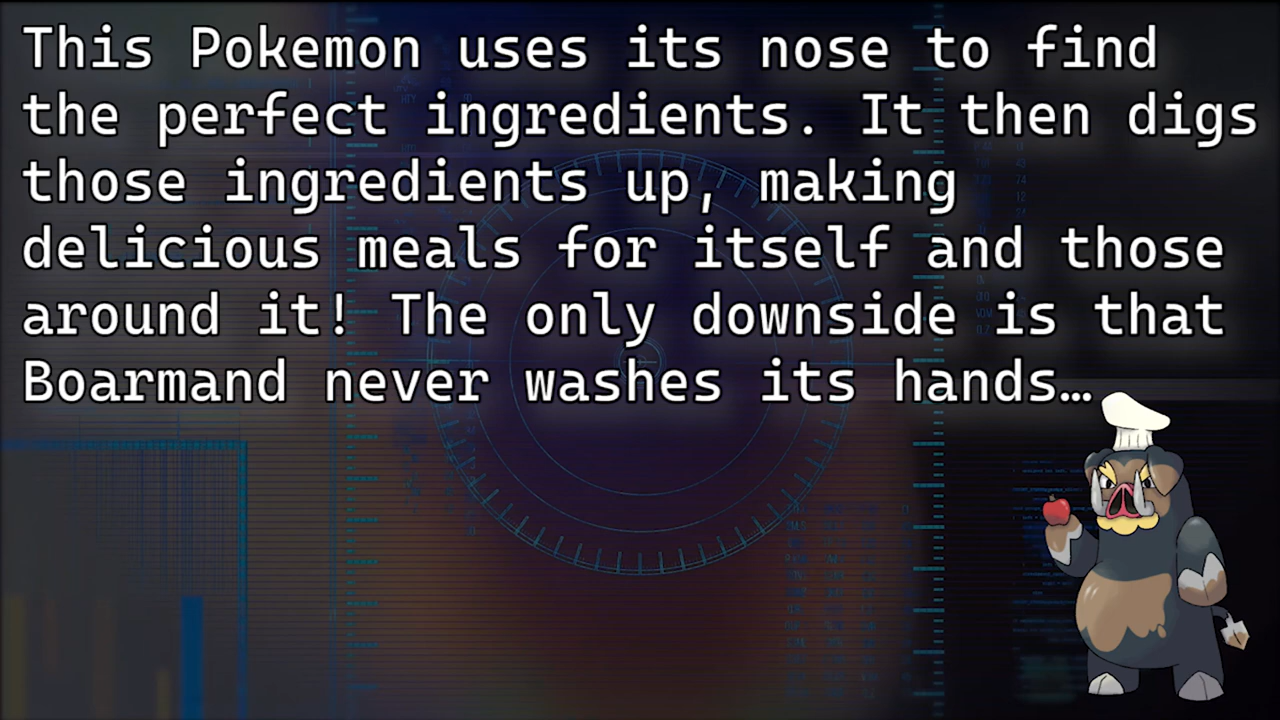 This Pokemon uses its nose to find
the perfect ingredients. It then digs
those ingredients up, making
delicious meals for itself and those
around it! The only downside is that
Boarmand never washes its hands…